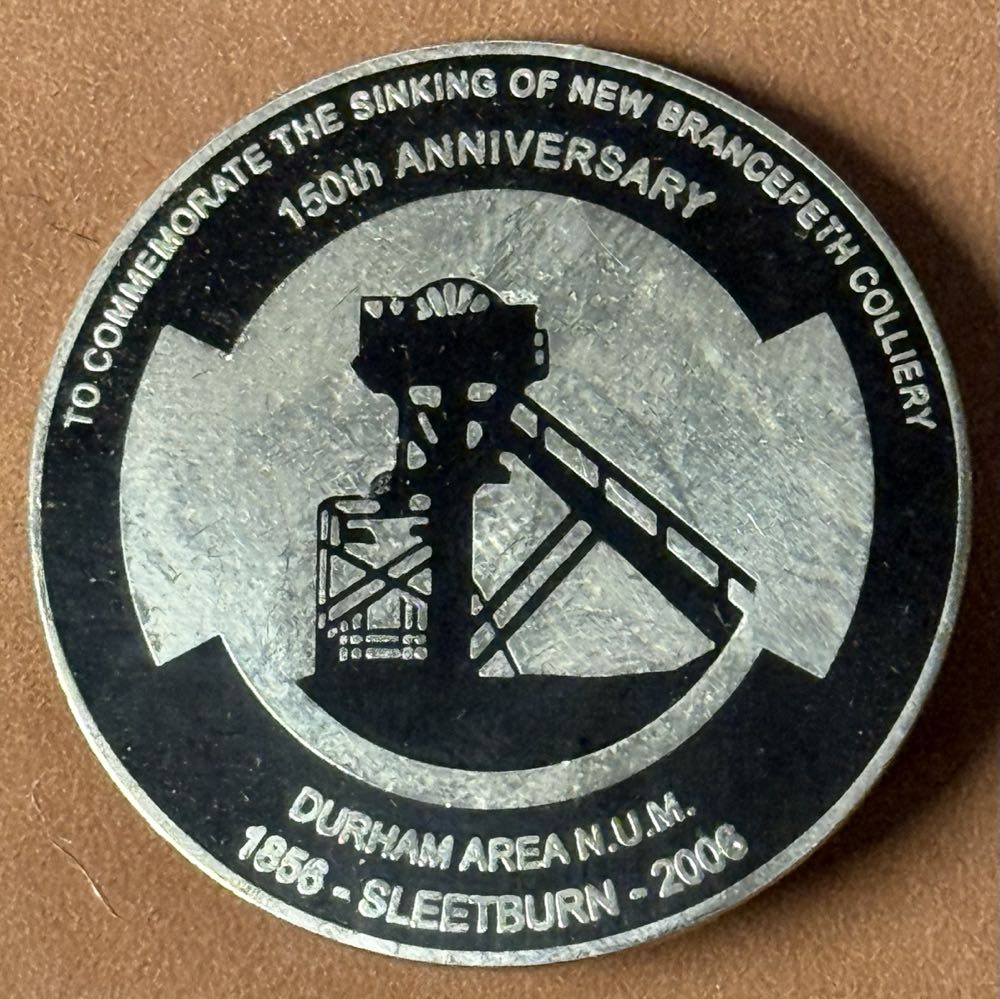 TO COMMEMORATE THE SINKING OF NEW BRANCEPETH COLLIERY
150th ANNIVERSARY
DURHAM AREA N.U.M.
1856 - SLEETBURN - 2006